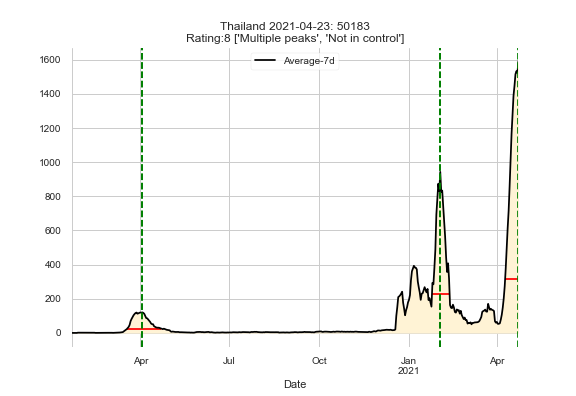 Thailand 2021-04-23: 50183
Rating:8 ['Multiple peaks', 'Not in control']
Average-7d
1600
1400
1200
1000
800
600
400
200
0
Apr
Jul
Oct
Jan
2021
Apr
Date